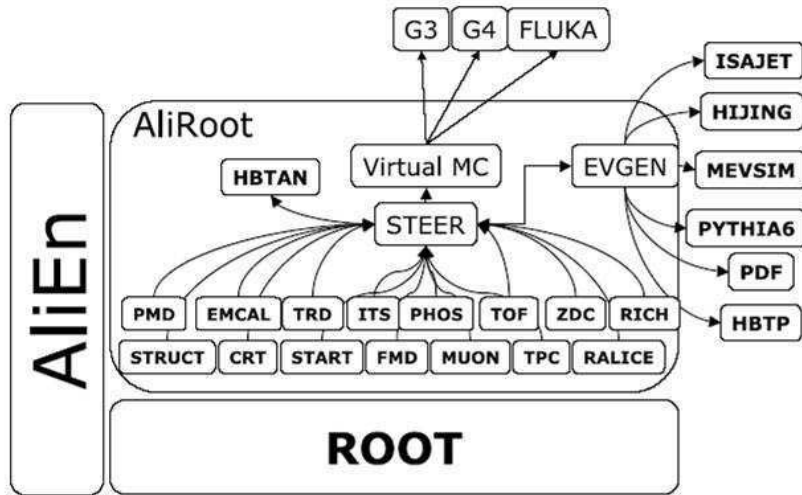 G3 G4 FLUKA
ISAJET
AliRoot
HIJING
Virtual MC EVGEN MEVSIM
HBTAN
STEER PYTHIA6
PDF
PMD EMCAL TRD ITS PHOS TOF ZDC RICH HBTP
STRUCT CRT START FMD MUON TPC RALICE
AliEn
ROOT